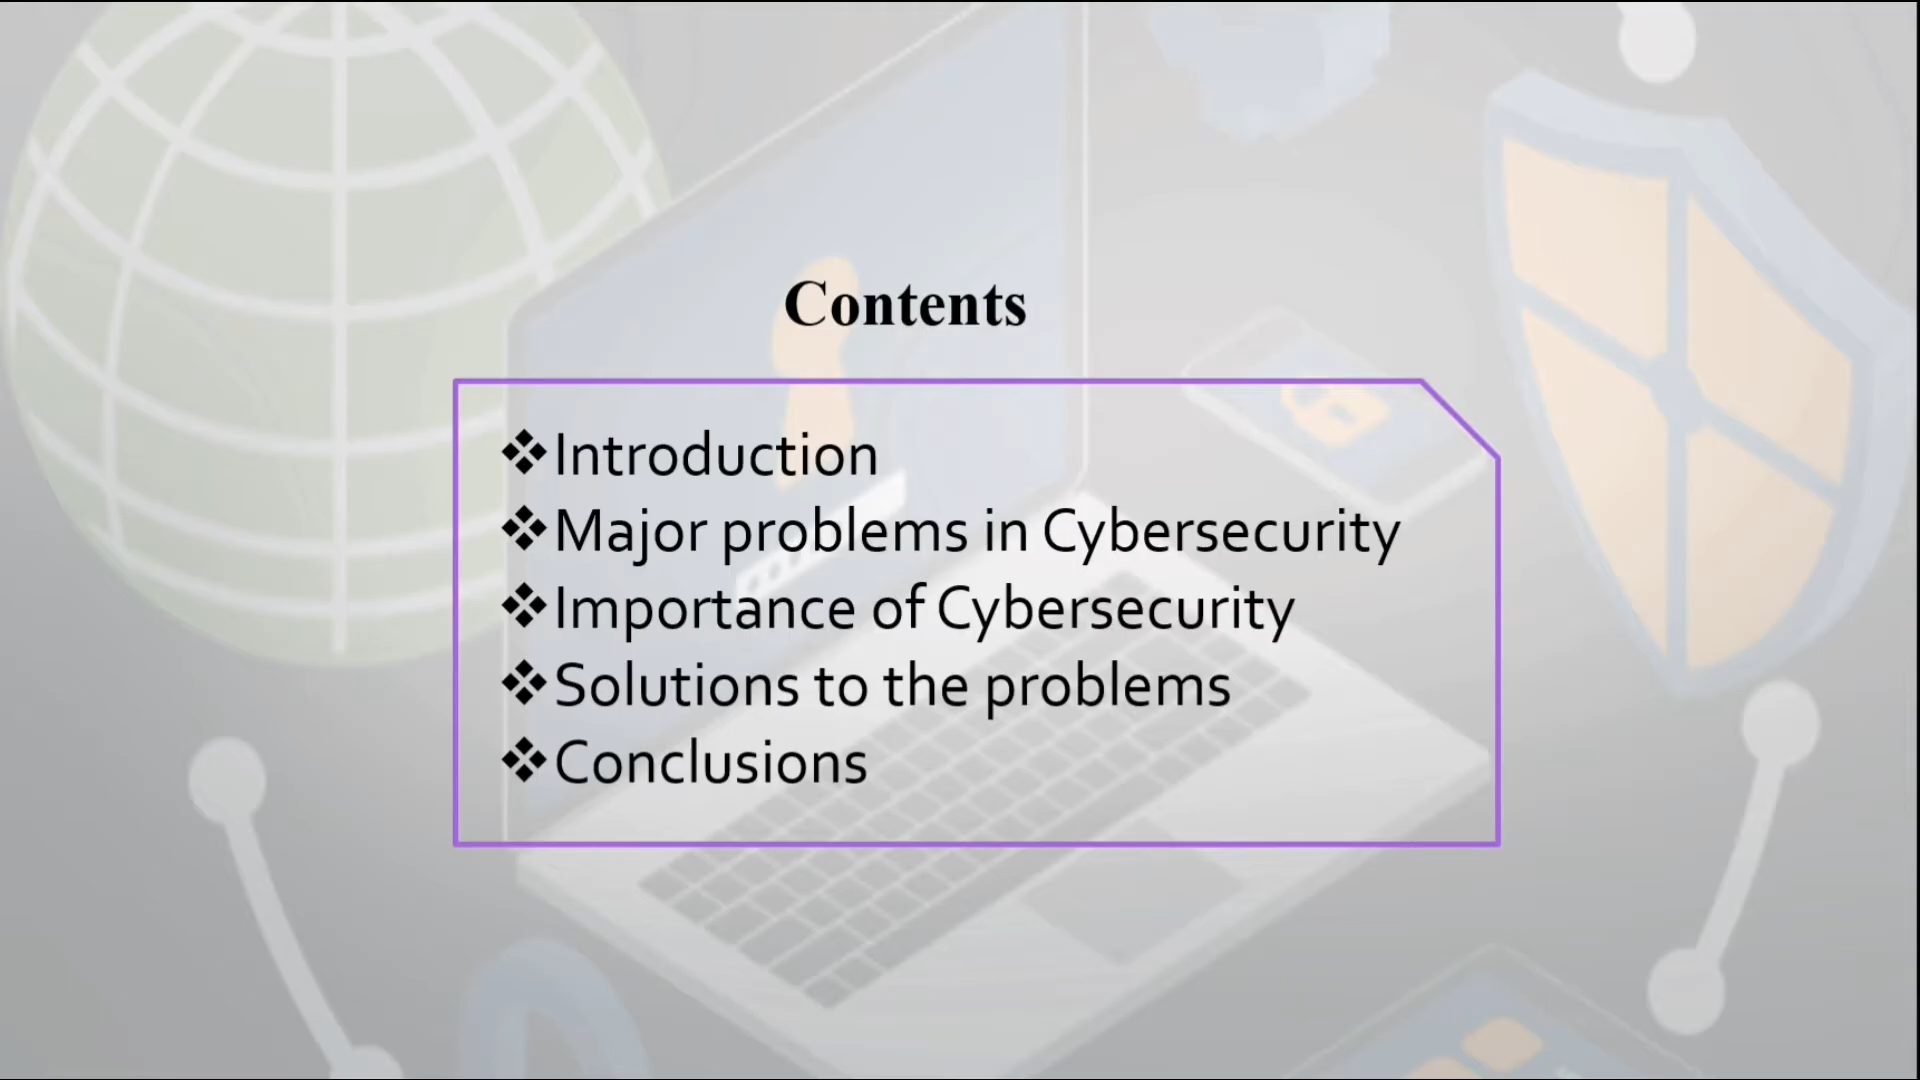 Contents
❖Introduction
❖Major problems in Cybersecurity
❖Importance of Cybersecurity
❖Solutions to the problems
❖Conclusions